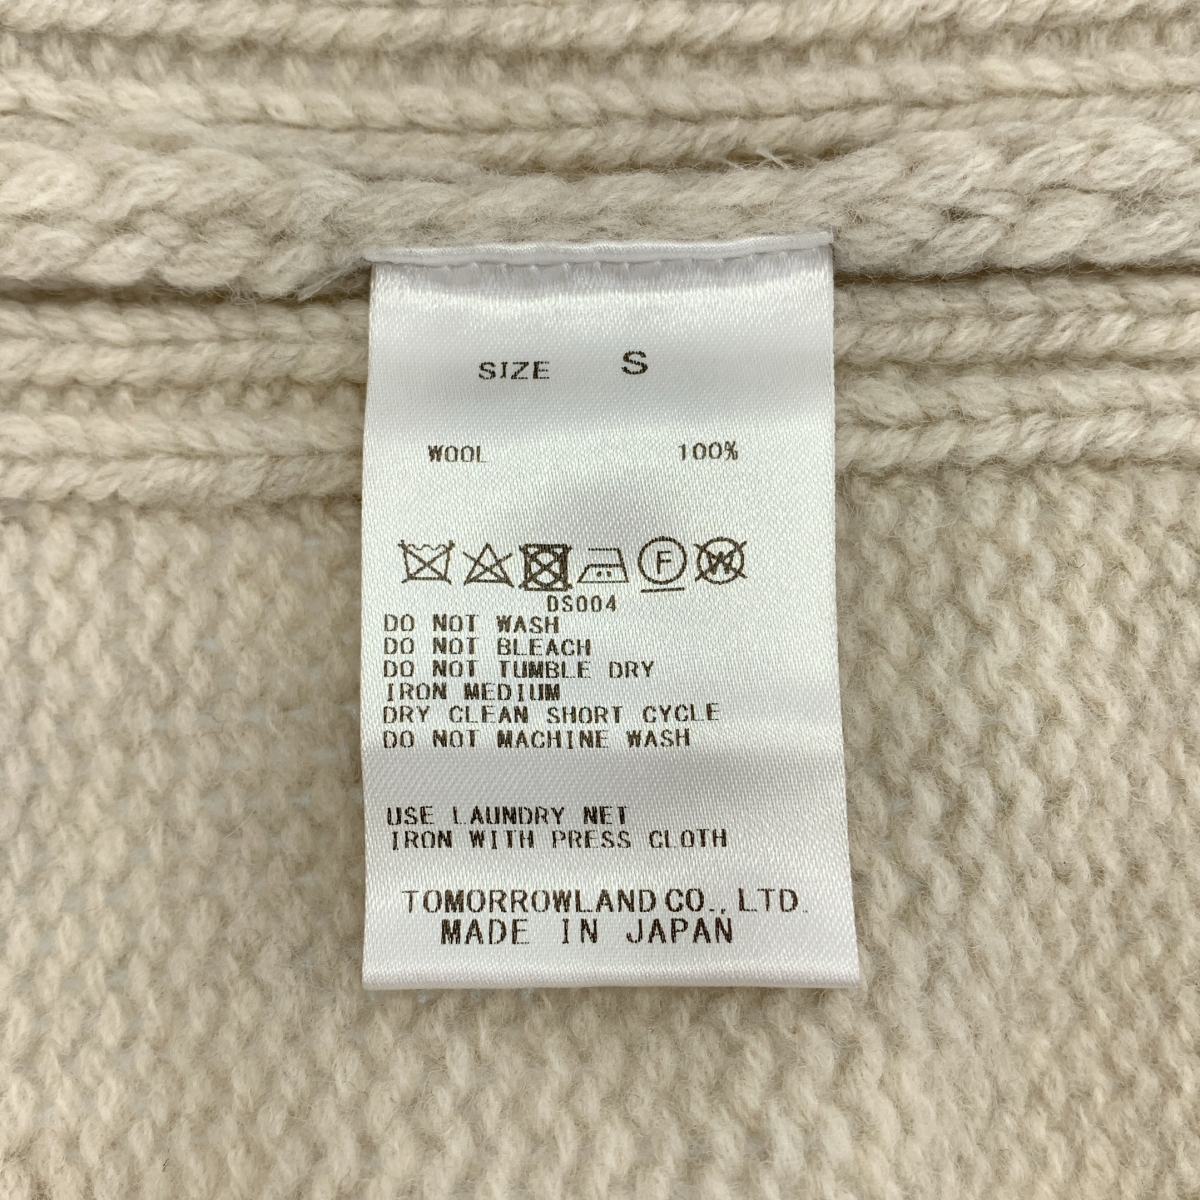 SIZE S
WOOL 100%
F W
DS004
DO NOT WASH
DO NOT BLEACH
DO NOT TUMBLE DRY
IRON MEDIUM
DRY CLEAN SHORT CYCLE
DO NOT MACHINE WASH
USE LAUNDRY NET
IRON WITH PRESS CLOTH
TOMORROWLAND CO., LTD.
MADE IN JAPAN